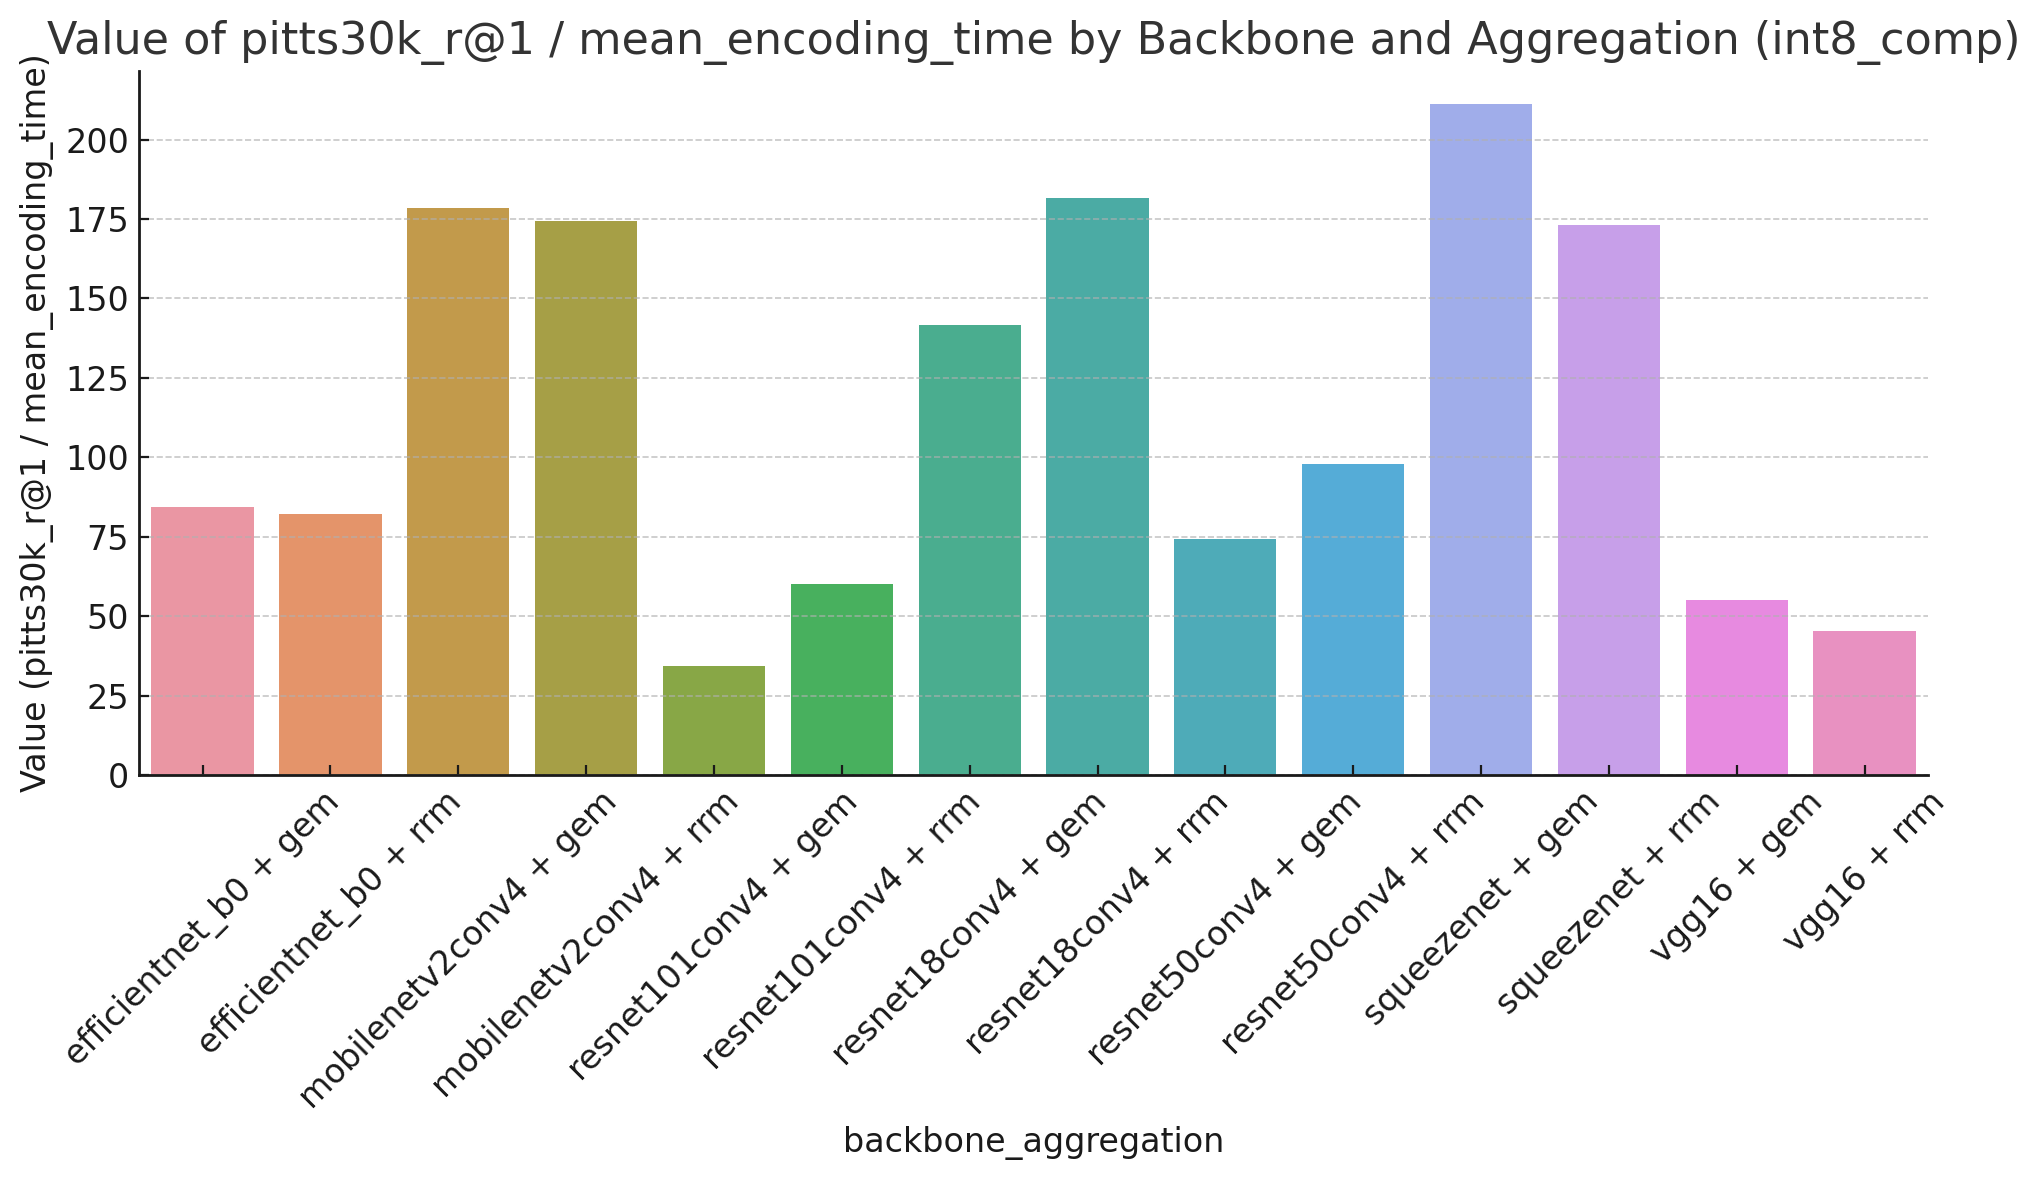 Value of pitts30k_r@1 / mean_encoding_time by Backbone and Aggregation (int8_comp)
Value (pitts30k_r@1 / mean_encoding_time)
200
175
150
125
100
75
50
25
0
efficientnet_b0 + gem
efficientnet_b0 + rrm
mobilenetv2conv4 + gem
mobilenetv2conv4 + rrm
resnet101conv4 + gem
resnet101conv4 + rrm
resnet18conv4 + gem
resnet18conv4 + rrm
resnet50conv4 + gem
resnet50conv4 + rrm
squeezenet + gem
squeezenet + rrm
vgg16 + gem
vgg16 + rrm
backbone_aggregation